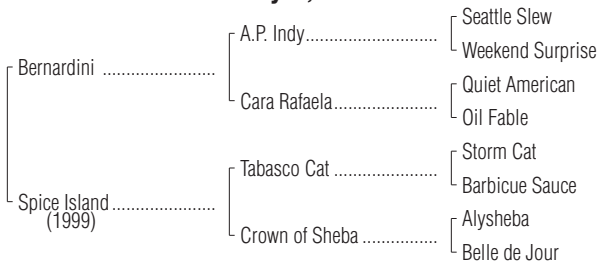 Seattle Slew
A.P. Indy
Weekend Surprise
Bernardini
Quiet American
Cara Rafaela
Oil Fable
Storm Cat
Tabasco Cat
Barbicue Sauce
Spice Island
(1999)
Alysheba
Crown of Sheba
Belle de Jour